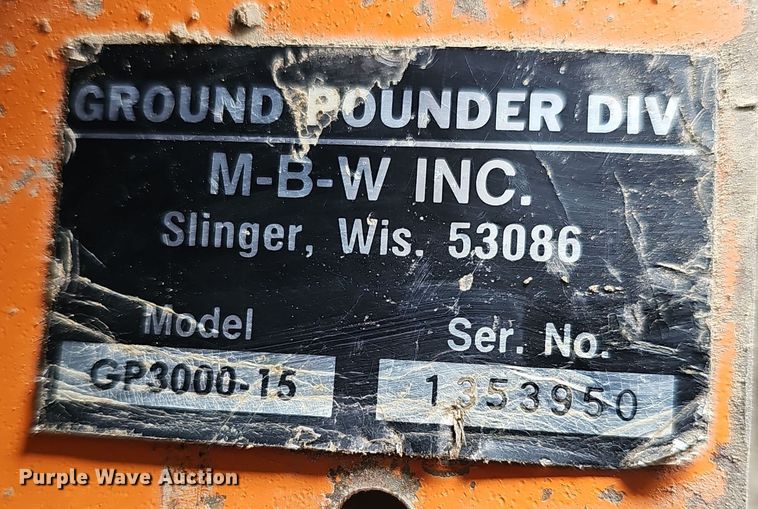 GROUND POUNDER DIV
M-B-W INC.
Slinger, Wis. 53086
Model Ser. No.
GP3000-15 1353950
Purple Wave Auction